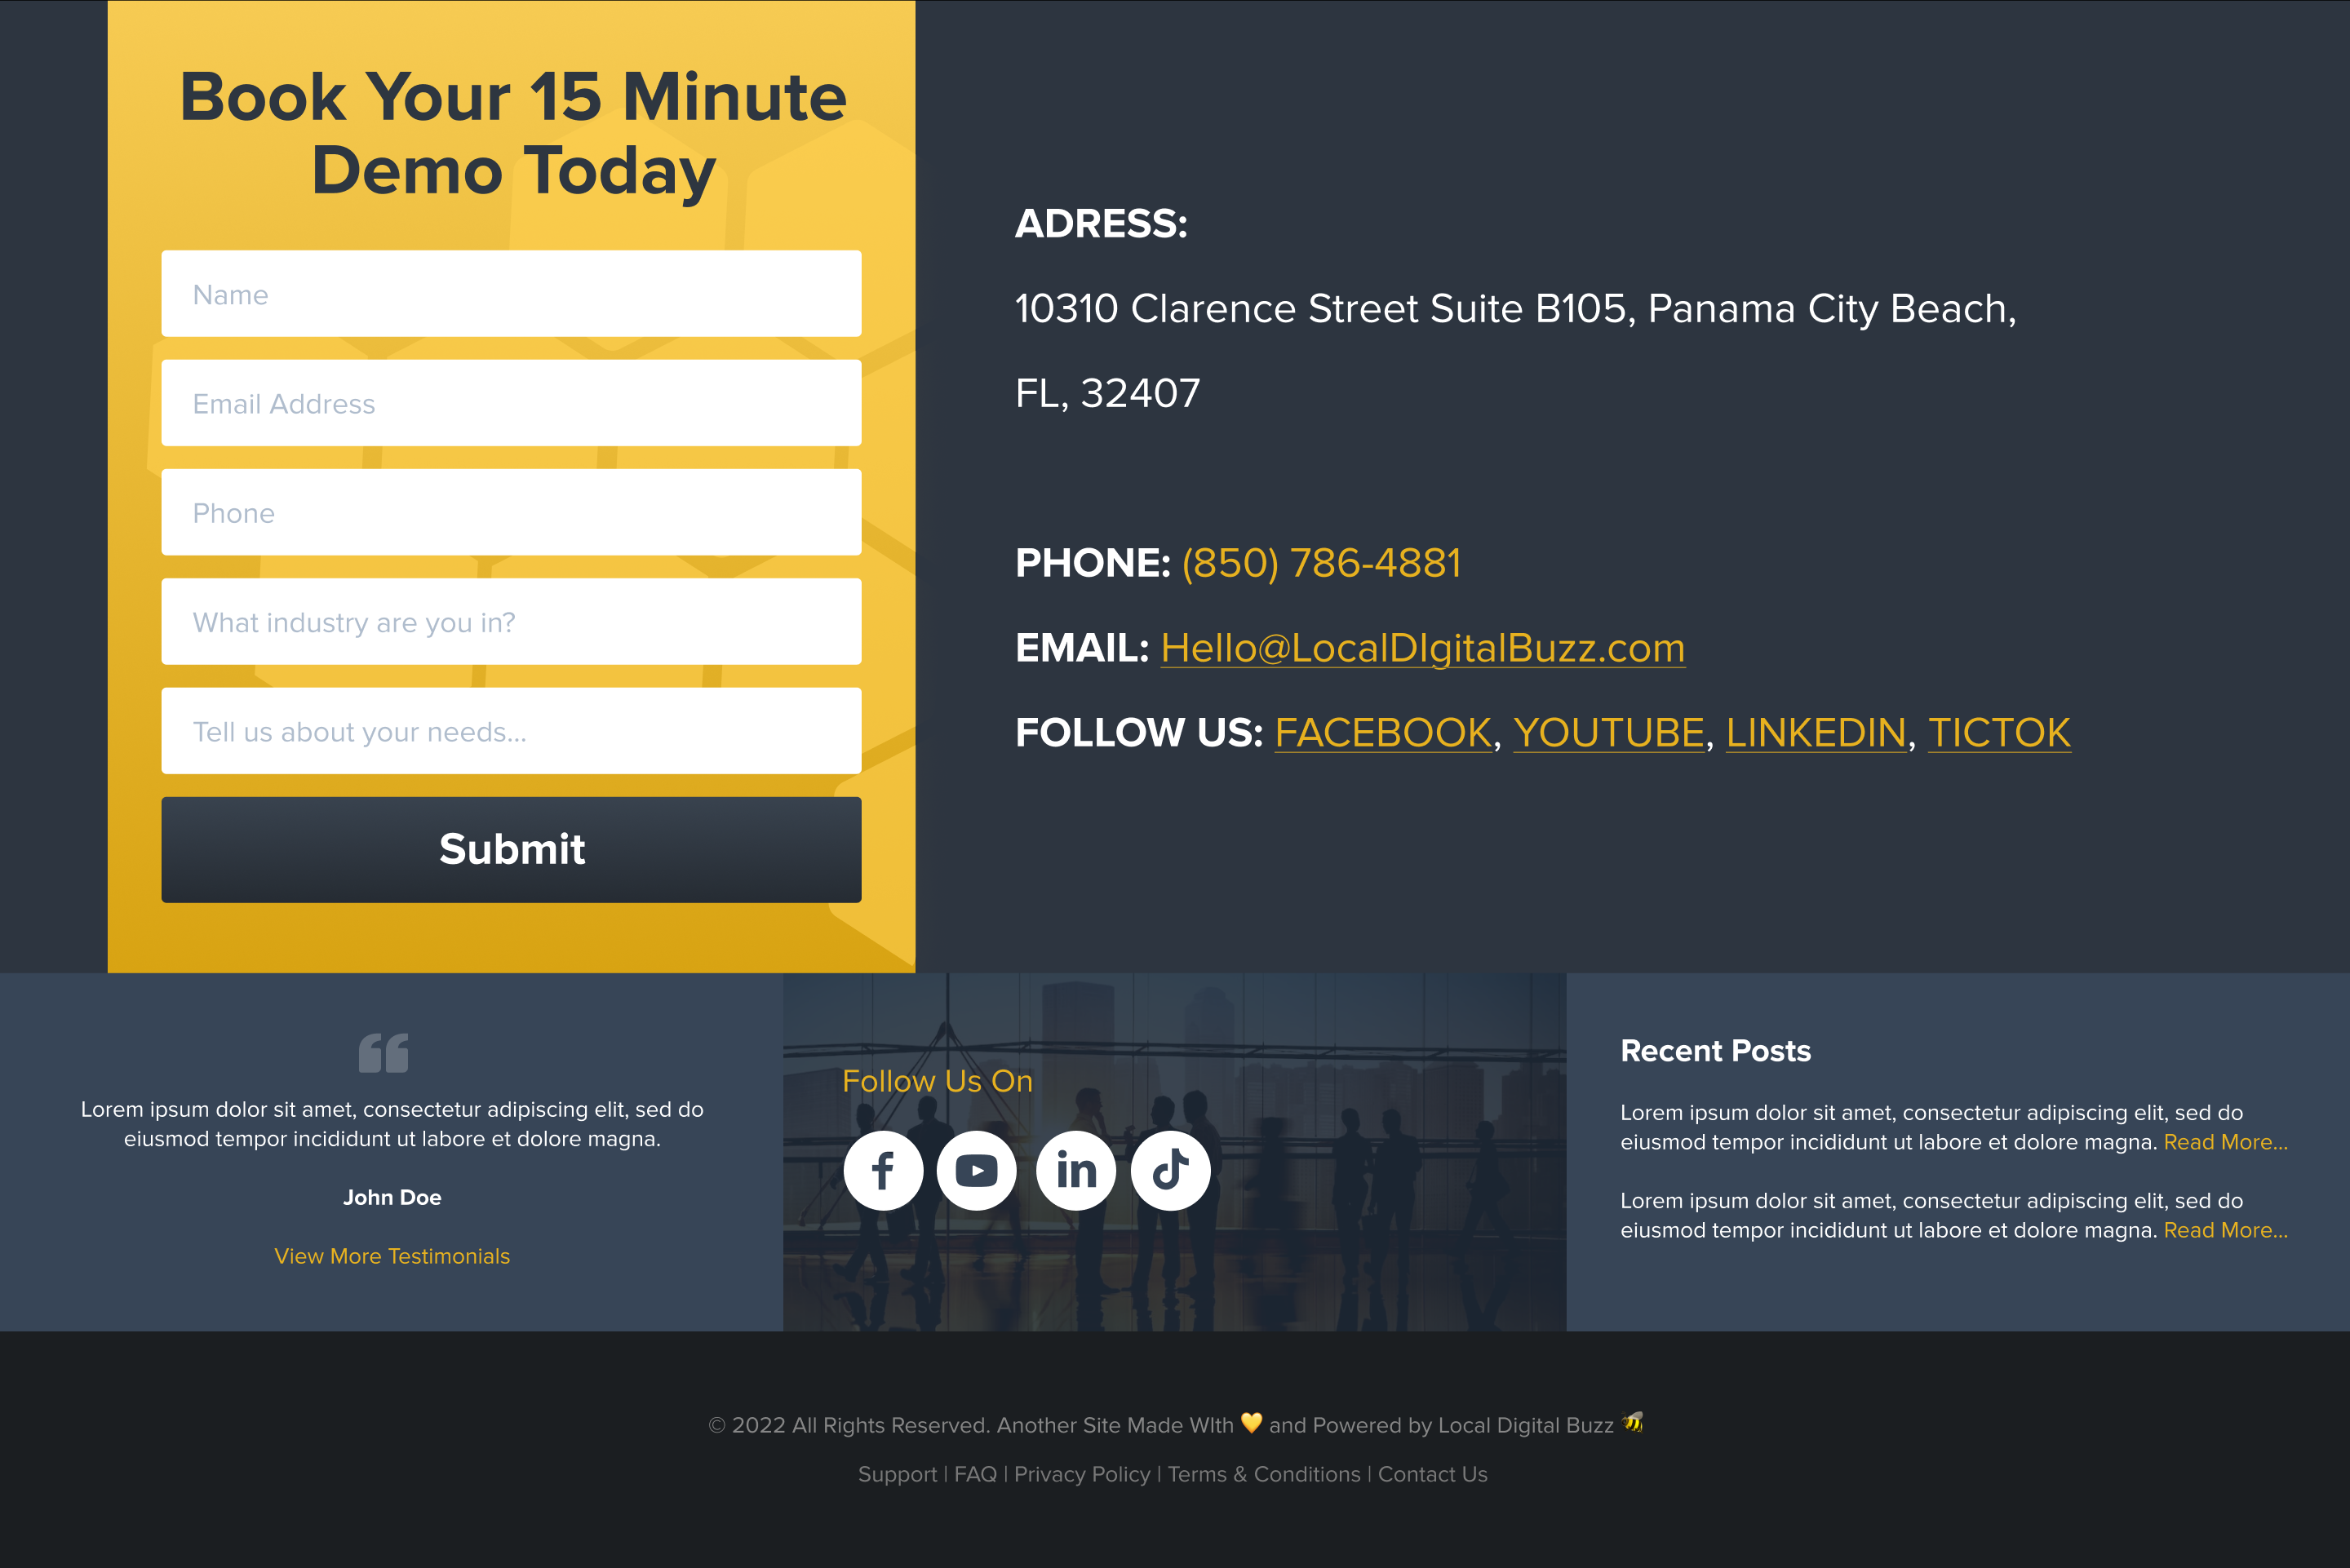 Book Your 15 Minute
Demo Today
Name
Email Address
Phone
What industry are you in?
Tell us about your needs...
Submit
ADRESS:
10310 Clarence Street Suite B105, Panama City Beach,
FL, 32407
PHONE: (850) 786-4881
EMAIL: Hello@LocalDIgitalBuzz.com
FOLLOW US: FACEBOOK, YOUTUBE, LINKEDIN, TICTOK
Lorem ipsum dolor sit amet, consectetur adipiscing elit, sed do
eiusmod tempor incididunt ut labore et dolore magna.
John Doe
View More Testimonials
Follow Us On
Recent Posts
Lorem ipsum dolor sit amet, consectetur adipiscing elit, sed do
eiusmod tempor incididunt ut labore et dolore magna. Read More...
Lorem ipsum dolor sit amet, consectetur adipiscing elit, sed do
eiusmod tempor incididunt ut labore et dolore magna. Read More...
© 2022 All Rights Reserved. Another Site Made WIth 💛 and Powered by Local Digital Buzz 🐝
Support | FAQ | Privacy Policy | Terms & Conditions | Contact Us